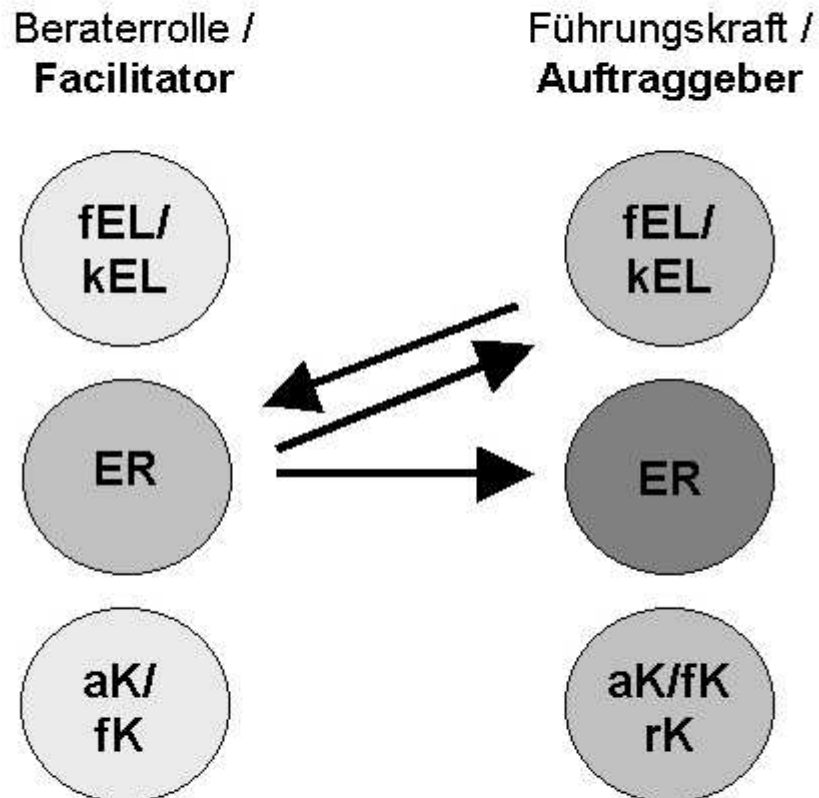 Beraterrolle /
Facilitator
Führungskraft /
Auftraggeber
fEL/
kEL
fEL/
kEL
ER
ER
aK/
fK
aK/fK
rK